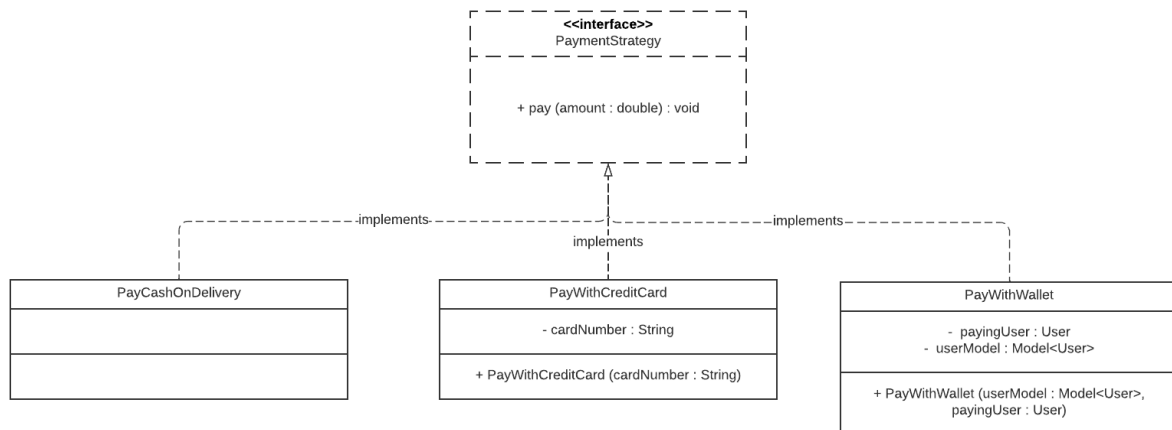 <<interface>>
PaymentStrategy
+ pay (amount : double) : void
implements
implements
implements
PayCashOnDelivery
PayWithCreditCard
- cardNumber : String
+ PayWithCreditCard (cardNumber : String)
PayWithWallet
- payingUser : User
- userModel : Model<User>
+ PayWithWallet (userModel : Model<User>,
payingUser : User)